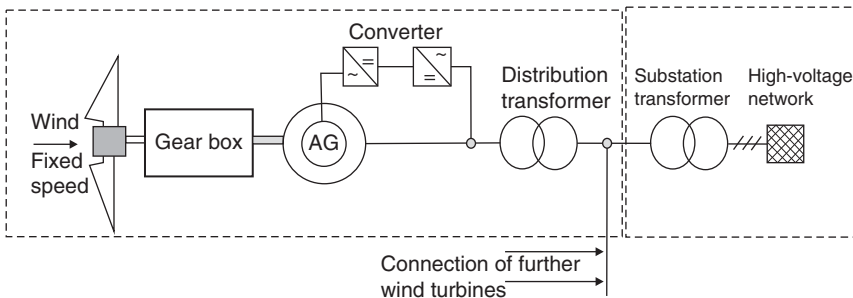 Converter
~ =
~ =
Distribution
transformer
Substation
transformer
High-voltage
network
Wind
Fixed
speed
Gear box
AG
Connection of further
wind turbines